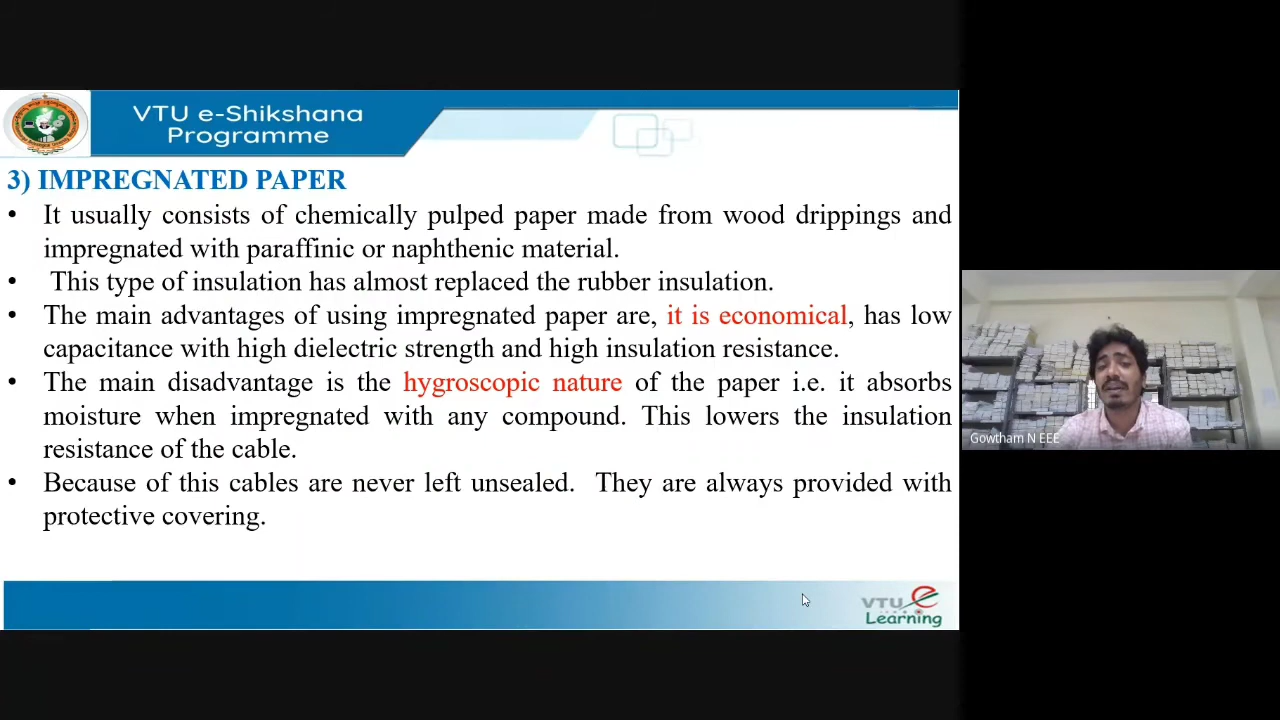 VTU e-Shikshana
Programme
3) IMPREGNATED PAPER
• It usually consists of chemically pulped paper made from wood drippings and
impregnated with paraffinic or naphthenic material.
• This type of insulation has almost replaced the rubber insulation.
• The main advantages of using impregnated paper are, it is economical, has low
capacitance with high dielectric strength and high insulation resistance.
• The main disadvantage is the hygroscopic nature of the paper i.e. it absorbs
moisture when impregnated with any compound. This lowers the insulation
resistance of the cable.
• Because of this cables are never left unsealed. They are always provided with
protective covering.
Gowtham N EEE
VTU e
Learning